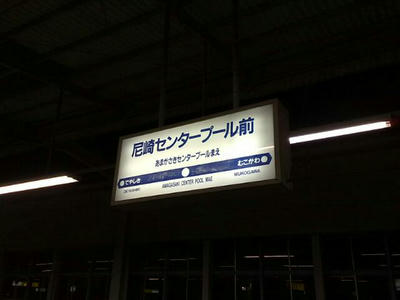 尼崎センタープール前
あまがさきセンタープールまえ
でやしき
むこがわ
AMAGASAKI CENTER POOL MAE
MUKOGAWA